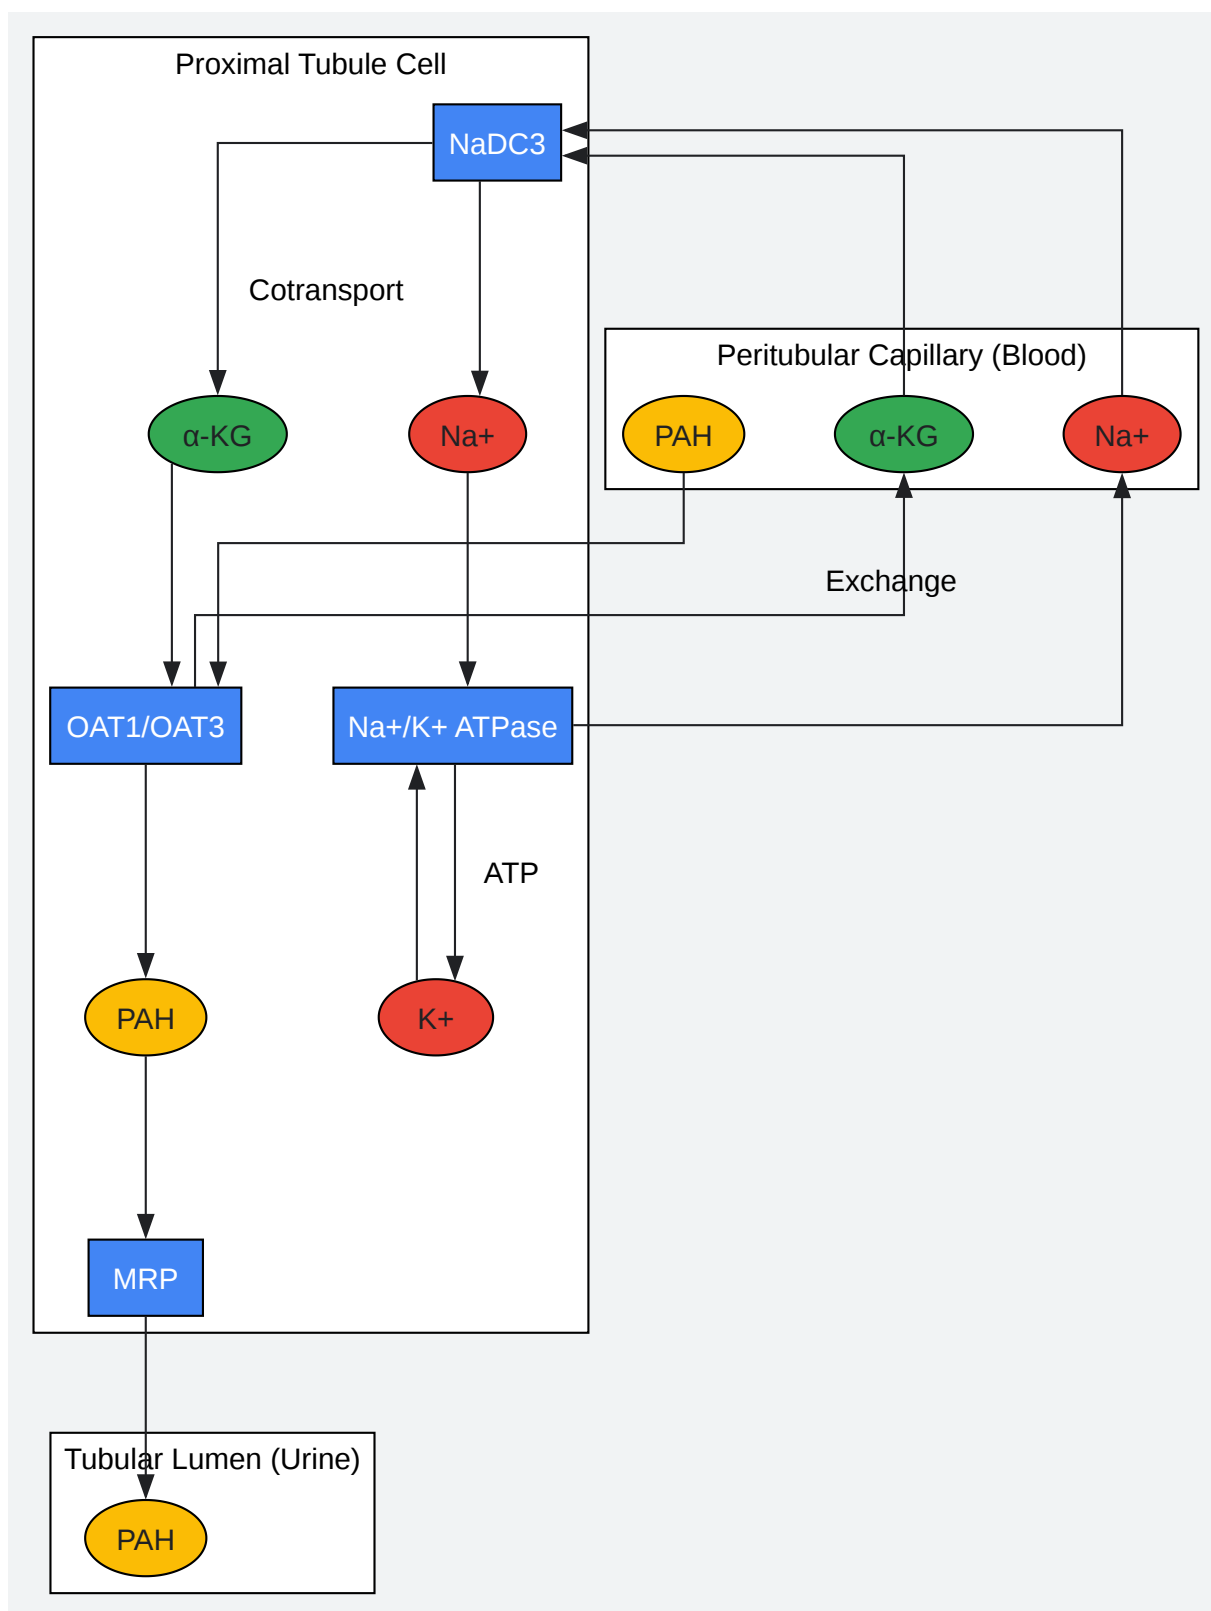 Proximal Tubule Cell
NaDC3
Cotransport
Peritubular Capillary (Blood)
α-KG
Na+
PAH
α-KG
Na+
Exchange
OAT1/OAT3
Na+/K+ ATPase
ATP
PAH
K+
MRP
Tubular Lumen (Urine)
PAH